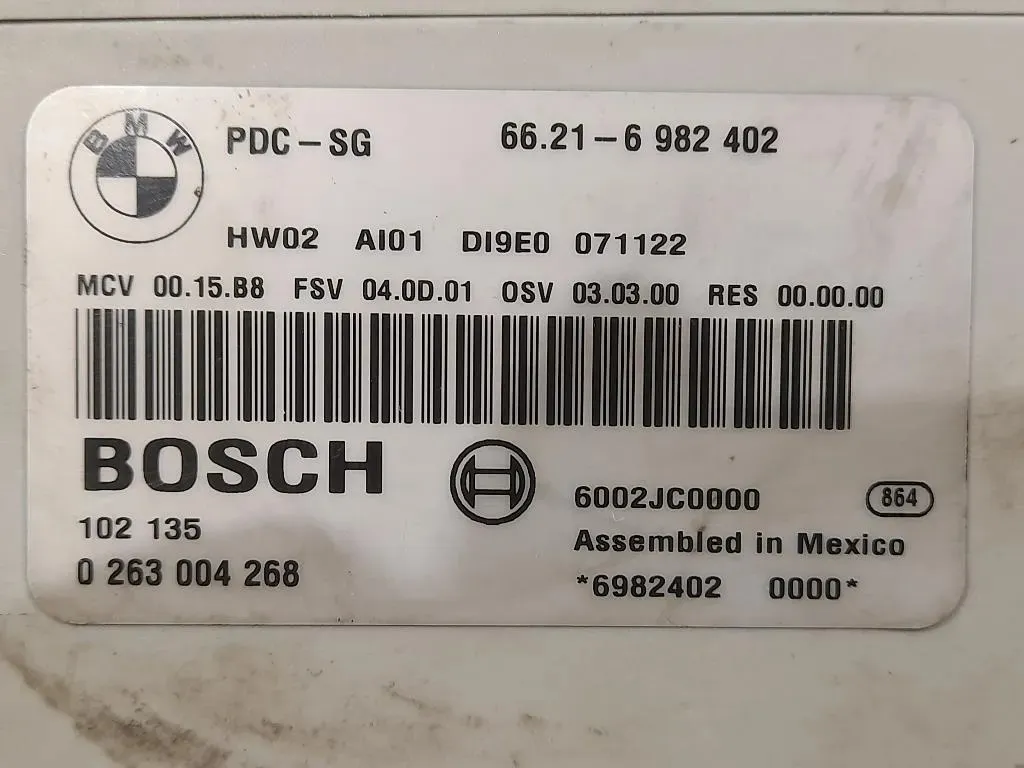 BMW
PDC-SG 66.21-6 982 402
HW02 AI01 DI9E0 071122
MCV 00.15.B8 FSV 04.0D.01 OSV 03.03.00 RES 00.00.00
BOSCH
6002JC0000 864
102 135
Assembled in Mexico
0 263 004 268
*6982402 0000*